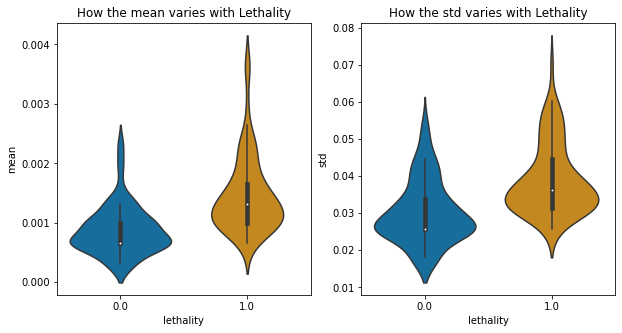 How the mean varies with Lethality
mean
0.004
0.003
0.002
0.001
0.000
0.0 1.0
lethality
How the std varies with Lethality
std
0.08
0.07
0.06
0.05
0.04
0.03
0.02
0.01
0.0 1.0
lethality